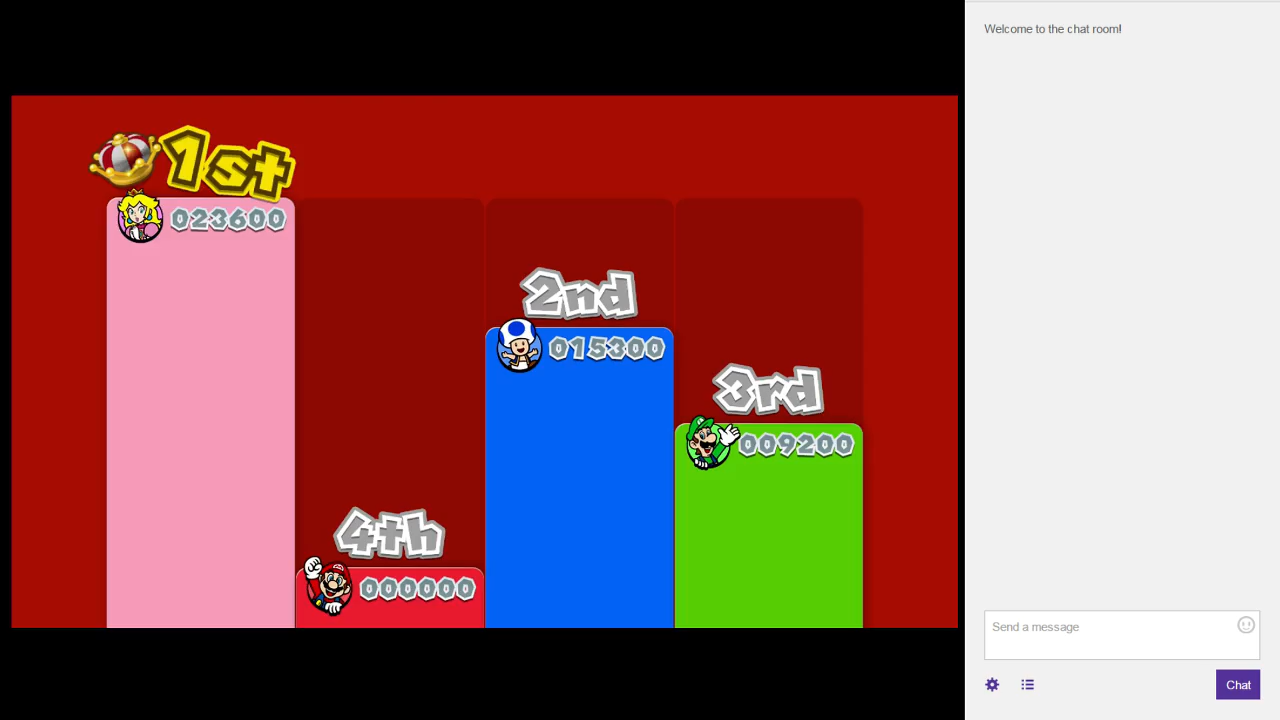 Welcome to the chat room!
1st
023600
2nd
015300
3rd
009200
4th
000000
Send a message
Chat